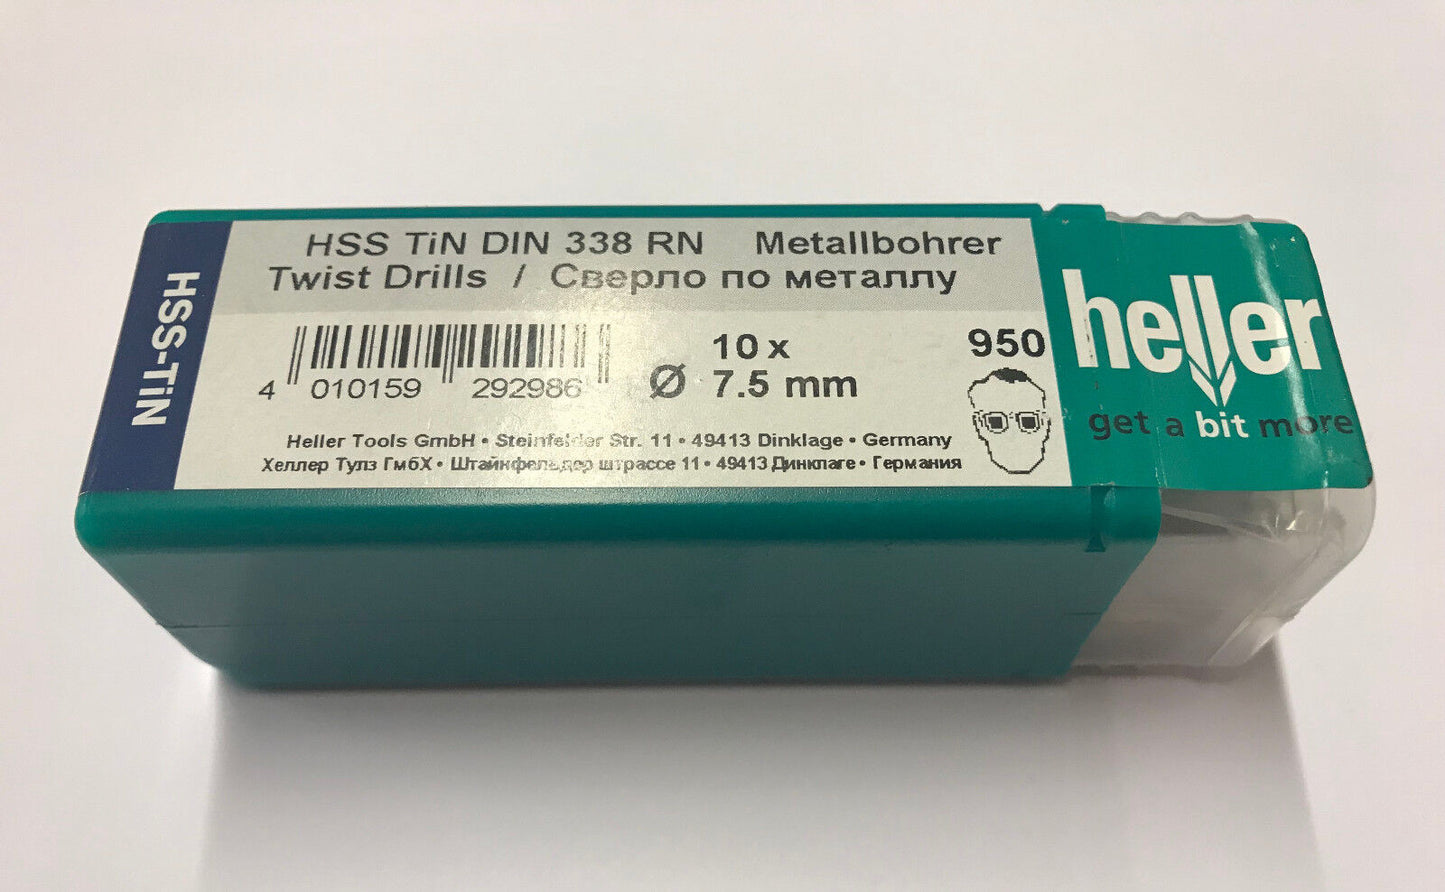 HSS-TiN
HSS TiN DIN 338 RN Metallbohrer
Twist Drills / Сверло по металлу
10 x
Ø 7.5 mm
950
4 010159 292986
Heller Tools GmbH • Steinfelder Str. 11 • 49413 Dinklage • Germany
Хеллер Тулз ГмбХ • Штайнфельдер штрассе 11 • 49413 Динклаге • Германия
heller
get a bit more